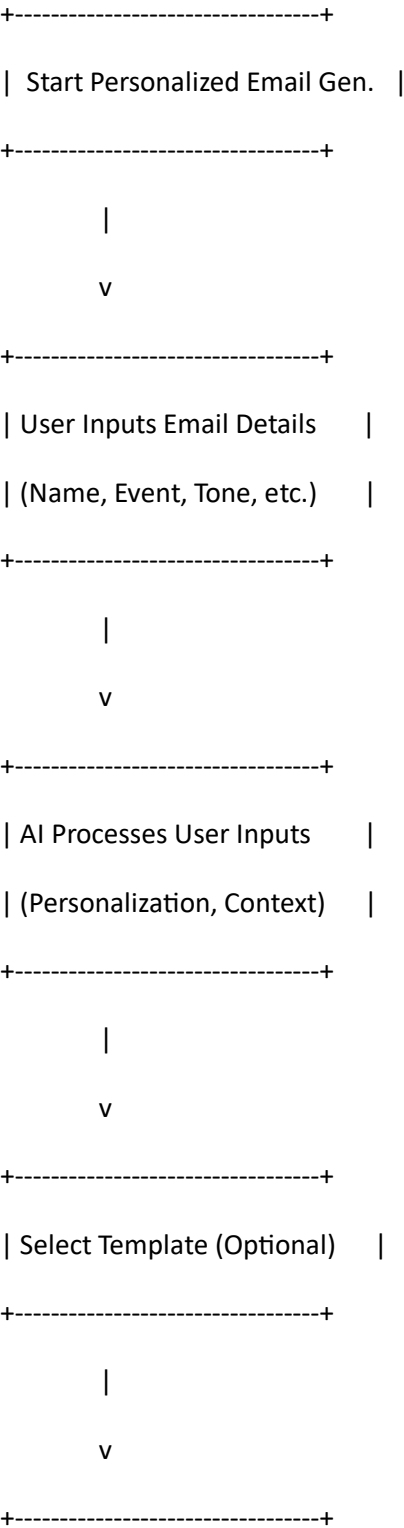 +----------------------------------+
| Start Personalized Email Gen. |
+----------------------------------+
|
v
+----------------------------------+
| User Inputs Email Details |
| (Name, Event, Tone, etc.) |
+----------------------------------+
|
v
+----------------------------------+
| AI Processes User Inputs |
| (Personalization, Context) |
+----------------------------------+
|
v
+----------------------------------+
| Select Template (Optional) |
+----------------------------------+
|
v
+----------------------------------+